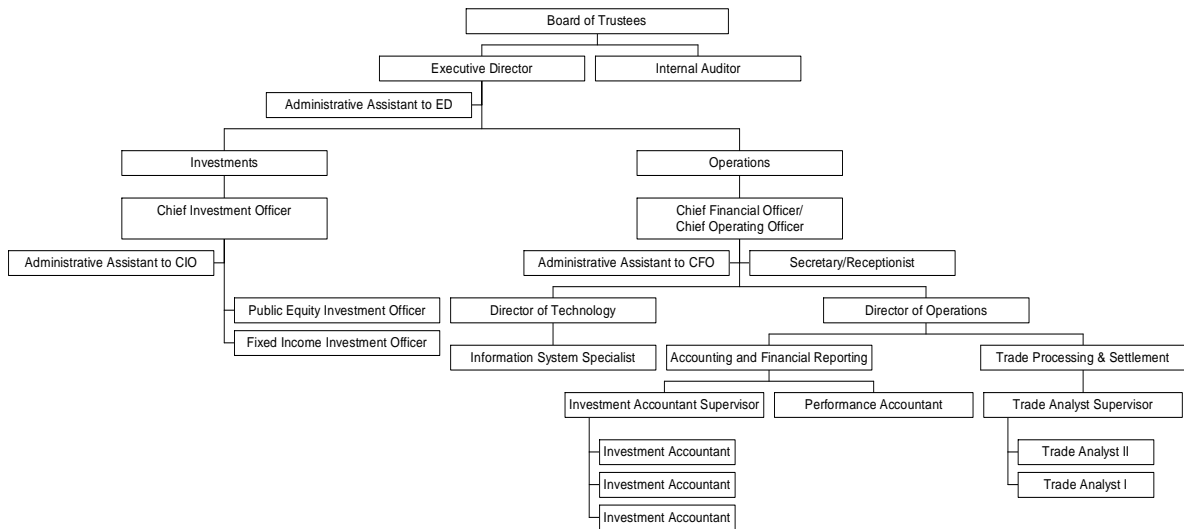 Board of Trustees
Executive Director
Internal Auditor
Administrative Assistant to ED
Investments
Operations
Chief Investment Officer
Chief Financial Officer/
Chief Operating Officer
Administrative Assistant to CIO
Administrative Assistant to CFO
Secretary/Receptionist
Public Equity Investment Officer
Fixed Income Investment Officer
Director of Technology
Director of Operations
Information System Specialist
Accounting and Financial Reporting
Trade Processing & Settlement
Investment Accountant Supervisor
Performance Accountant
Trade Analyst Supervisor
Investment Accountant
Investment Accountant
Investment Accountant
Trade Analyst II
Trade Analyst I